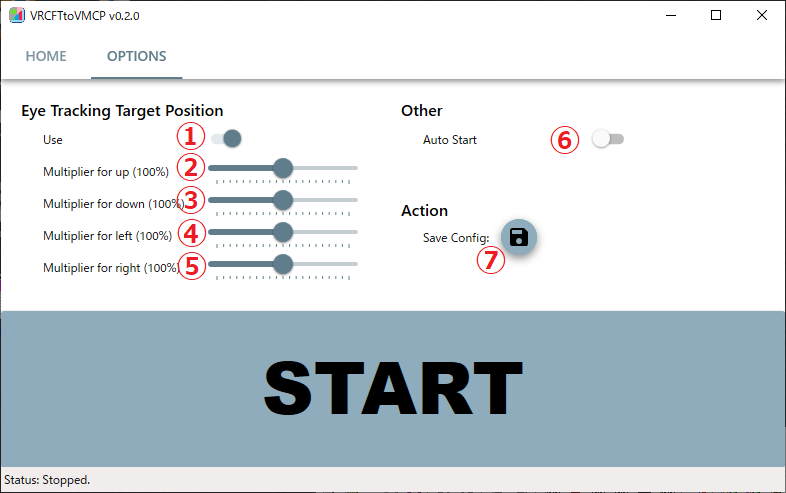 VRCFTtoVMCP v0.2.0
HOME OPTIONS
Eye Tracking Target Position
Use ①
Multiplier for up (100%) ②
Multiplier for down (100%) ③
Multiplier for left (100%) ④
Multiplier for right (100%) ⑤
Other
Auto Start ⑥
Action
Save Config:
⑦
START
Status: Stopped.